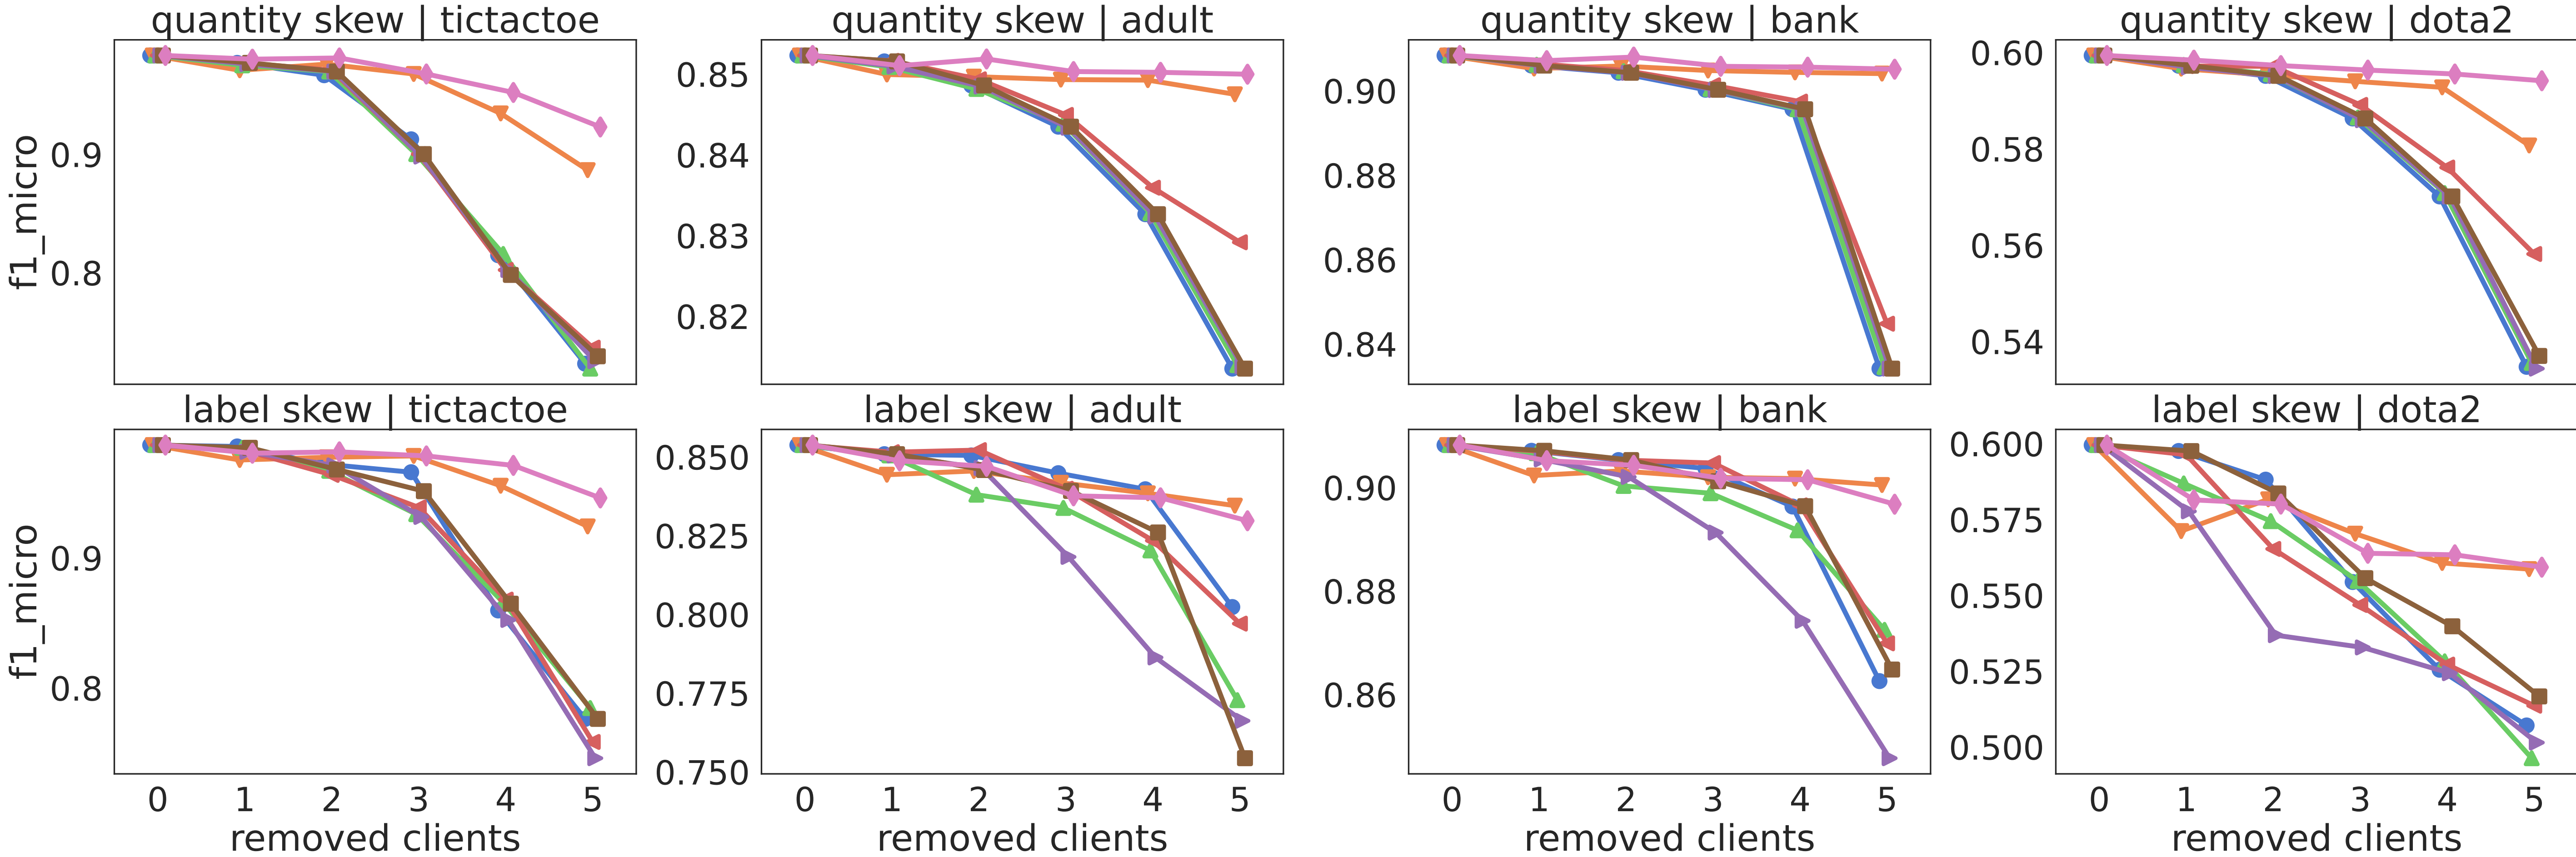 quantity skew | tictactoe
quantity skew | adult
quantity skew | bank
quantity skew | dota2
f1_micro
0.9
0.8
0.85
0.84
0.83
0.82
0.90
0.88
0.86
0.84
0.60
0.58
0.56
0.54
label skew | tictactoe
label skew | adult
label skew | bank
label skew | dota2
f1_micro
0.9
0.8
0.850
0.825
0.800
0.775
0.750
0.90
0.88
0.86
0.600
0.575
0.550
0.525
0.500
0 1 2 3 4 5
0 1 2 3 4 5
0 1 2 3 4 5
0 1 2 3 4 5
removed clients
removed clients
removed clients
removed clients